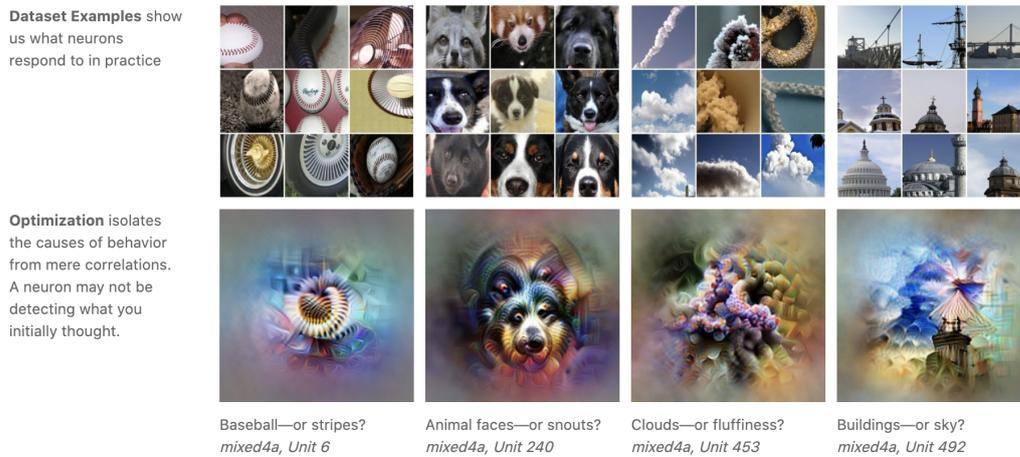 Dataset Examples show
us what neurons
respond to in practice
Optimization isolates
the causes of behavior
from mere correlations.
A neuron may not be
detecting what you
initially thought.
Baseball—or stripes?
mixed4a, Unit 6
Animal faces—or snouts?
mixed4a, Unit 240
Clouds—or fluffiness?
mixed4a, Unit 453
Buildings—or sky?
mixed4a, Unit 492